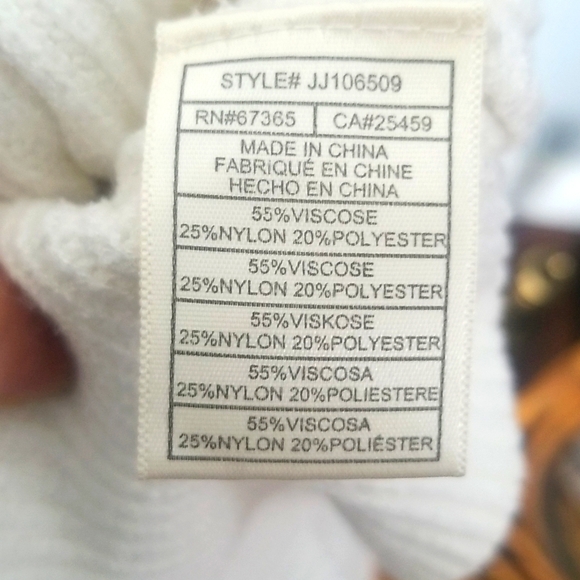 STYLE# JJ106509
RN#67365 CA#25459
MADE IN CHINA
FABRIQUÉ EN CHINE
HECHO EN CHINA
55%VISCOSE
25%NYLON 20%POLYESTER
55%VISCOSE
25%NYLON 20%POLYESTER
55%VISKOSE
25%NYLON 20%POLYESTER
55%VISCOSA
25%NYLON 20%POLIESTERE
55%VISCOSA
25%NYLON 20%POLIÉSTER